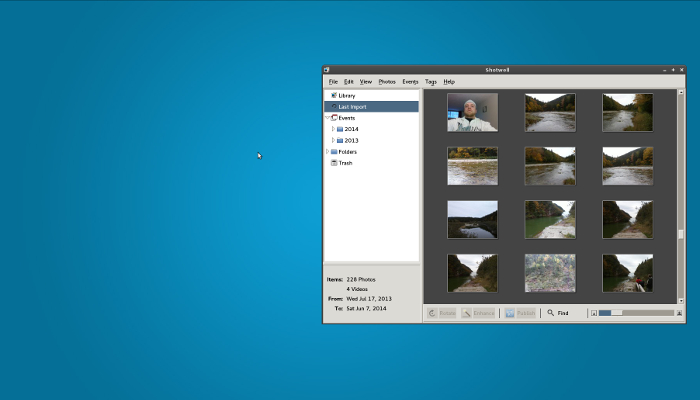 Shotwell
File Edit View Photos Events Tags Help
Library
Last Import
Events
2014
2013
Folders
Trash
Items: 228 Photos
4 Videos
From: Wed Jul 17, 2013
To: Sat Jun 7, 2014
Rotate Enhance Publish Find